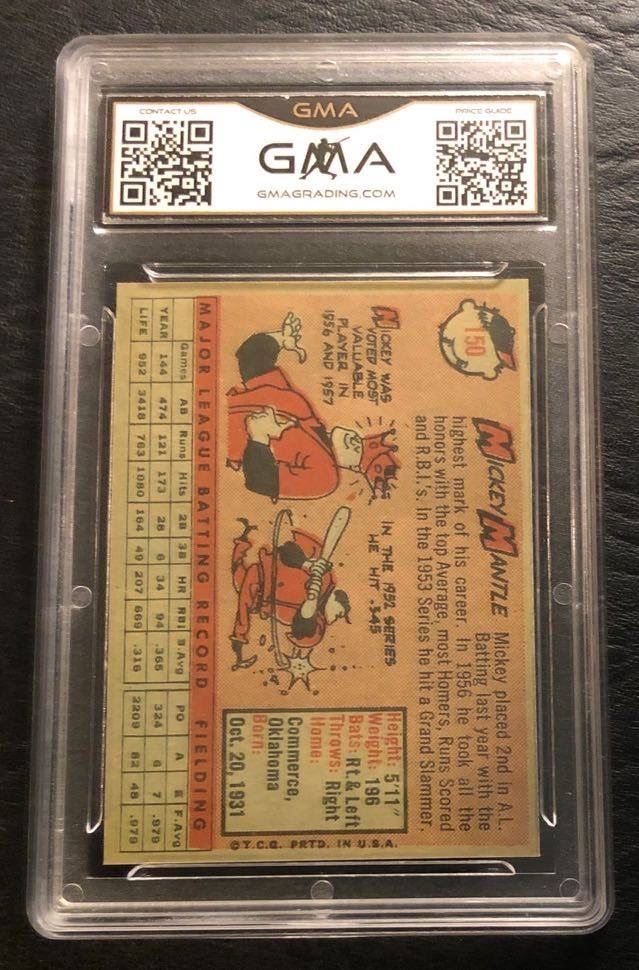 GMA
CONTACT US
PRICE GUIDE
GMA
GMAGRADING.COM
150
MICKEY MANTLE Mickey placed 2nd in A.L.
Batting last year with the
highest mark of his career. In 1956 he took all the
honors with the top Average, most Homers, Runs Scored
and R.B.I.'s. In the 1953 Series he hit a Grand Slammer.
MICKEY WAS
VOTED MOST
VALUABLE
PLAYER IN
1956 AND 1957
IN THE 1952 SERIES
HE HIT .345
Height: 5'11"
Weight: 196
Bats: Rt. & Left
Throws: Right
Home:
Commerce,
Oklahoma
Born:
Oct. 20, 1931
MAJOR LEAGUE BATTING RECORD FIELDING
Games AB Runs Hits 2B 3B HR RBI B.Avg PO A E F.Avg
YEAR 144 474 121 173 28 6 34 94 .365 324 6 7 .979
LIFE 952 3418 763 1080 164 49 207 669 .316 2209 82 48 .979
©T.C.G. PRTD. IN U.S.A.